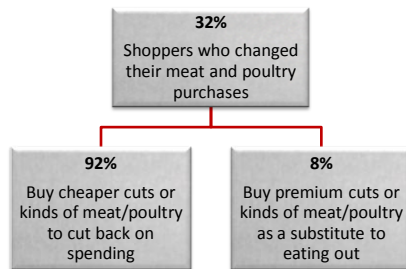 32%
Shoppers who changed
their meat and poultry
purchases
92%
Buy cheaper cuts or
kinds of meat/poultry
to cut back on
spending
8%
Buy premium cuts or
kinds of meat/poultry
as a substitute to
eating out